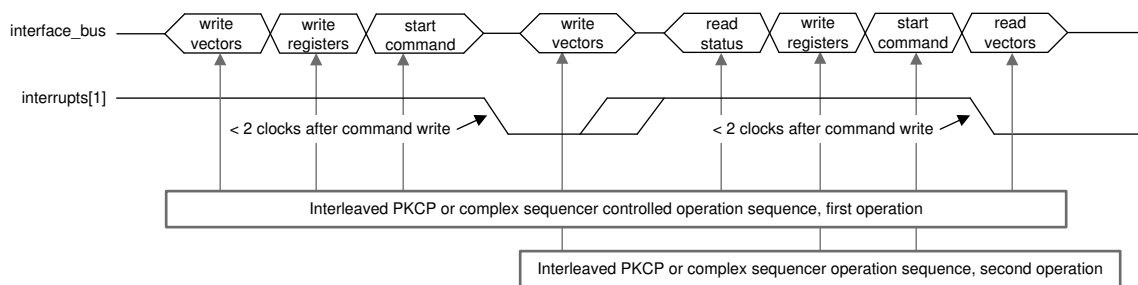 interface_bus
write
vectors
write
registers
start
command
write
vectors
read
status
write
registers
start
command
read
vectors
interrupts[1]
< 2 clocks after command write
< 2 clocks after command write
Interleaved PKCP or complex sequencer controlled operation sequence, first operation
Interleaved PKCP or complex sequencer operation sequence, second operation